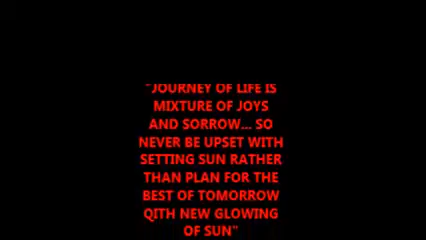 "JOURNEY OF LIFE IS
MIXTURE OF JOYS
AND SORROW... SO
NEVER BE UPSET WITH
SETTING SUN RATHER
THAN PLAN FOR THE
BEST OF TOMORROW
QITH NEW GLOWING
OF SUN"